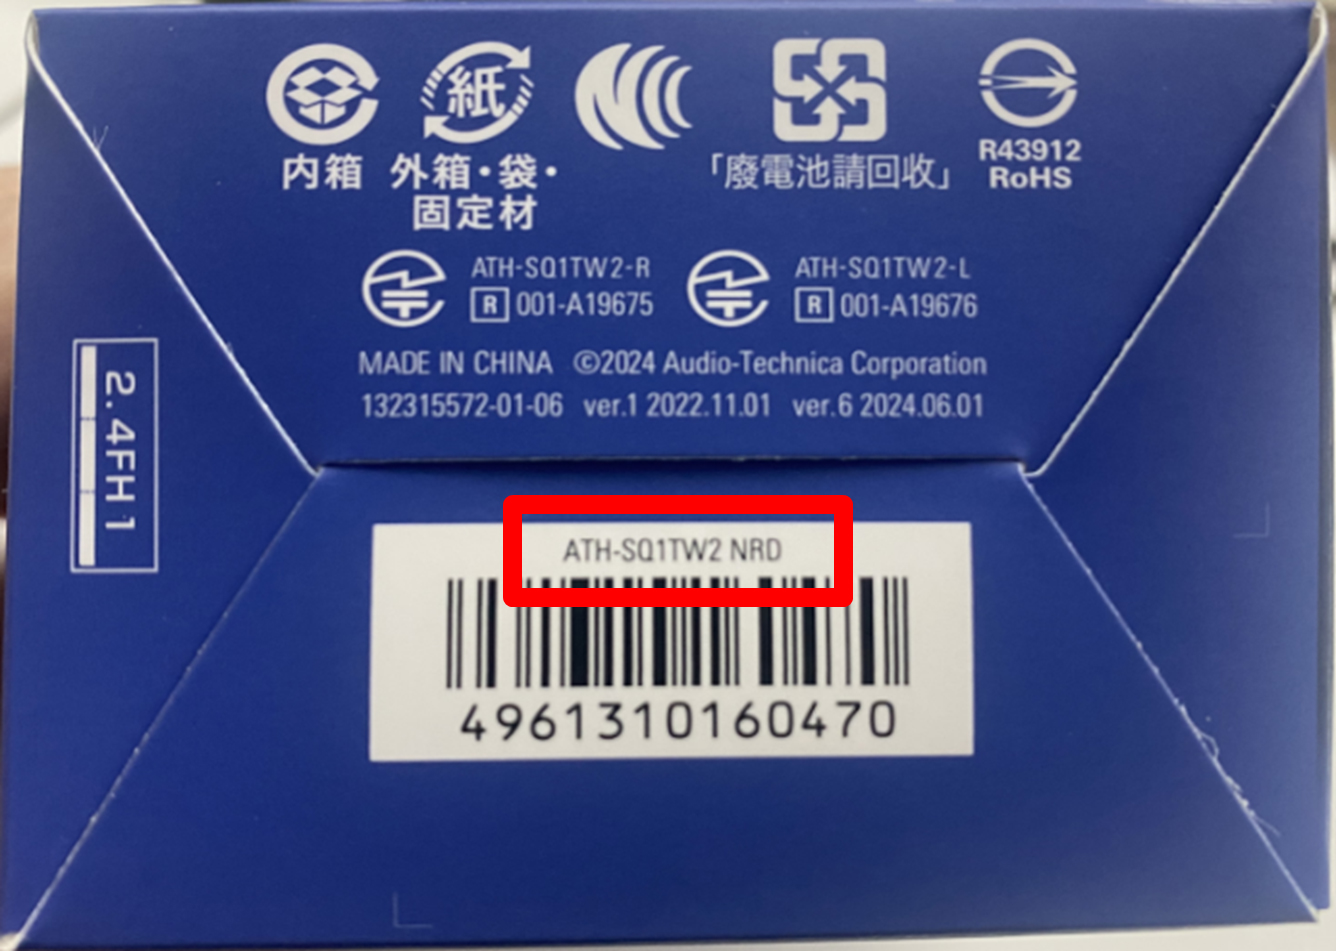 紙
内箱
外箱・袋・
固定材
「廢電池請回收」
R43912
RoHS
ATH-SQ1TW2-R
R 001-A19675
ATH-SQ1TW2-L
R 001-A19676
MADE IN CHINA ©2024 Audio-Technica Corporation
132315572-01-06 ver.1 2022.11.01 ver.6 2024.06.01
2.4FH1
ATH-SQ1TW2 NRD
4961310160470